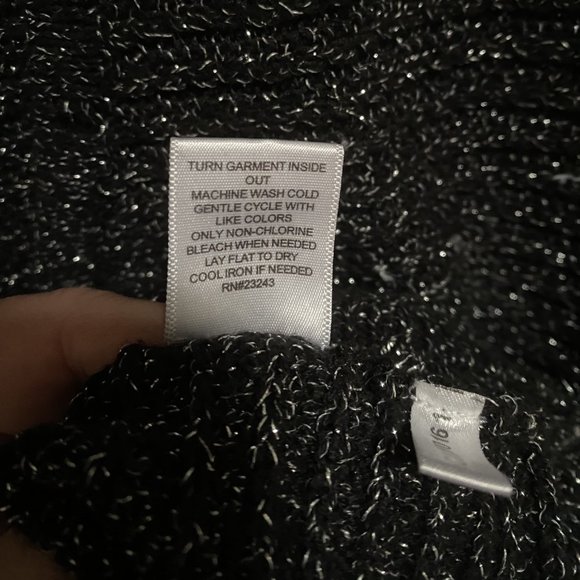 TURN GARMENT INSIDE
OUT
MACHINE WASH COLD
GENTLE CYCLE WITH
LIKE COLORS
ONLY NON-CHLORINE
BLEACH WHEN NEEDED
LAY FLAT TO DRY
COOL IRON IF NEEDED
RN#23243